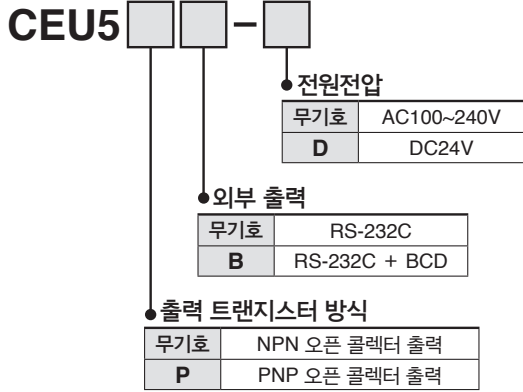 CEU5 －
전원전압
무기호 AC100~240V
D DC24V
외부 출력
무기호 RS-232C
B RS-232C + BCD
출력 트랜지스터 방식
무기호 NPN 오픈 콜렉터 출력
P PNP 오픈 콜렉터 출력